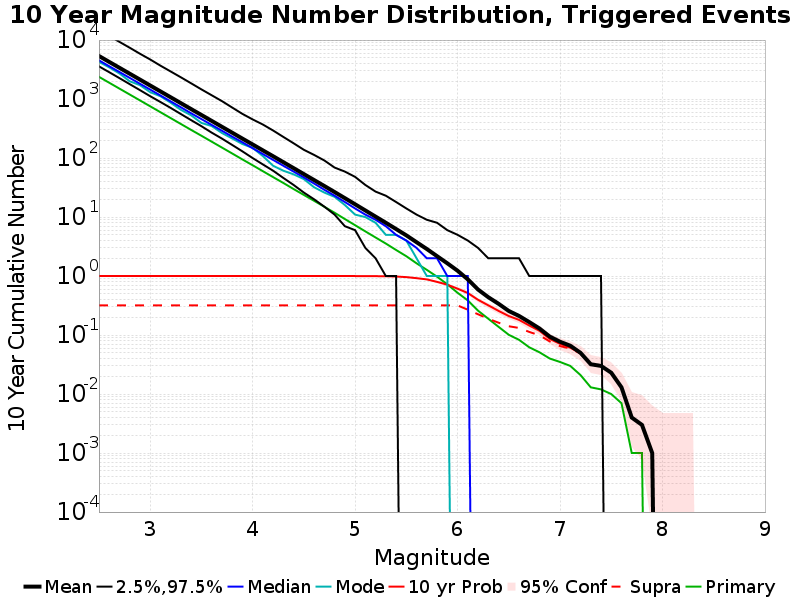 10 Year Magnitude Number Distribution, Triggered Events
10 Year Cumulative Number
10^4
10^3
10^2
10^1
10^0
10^-1
10^-2
10^-3
10^-4
3 4 5 6 7 8 9
Magnitude
Mean 2.5%,97.5% Median Mode 10 yr Prob 95% Conf Supra Primary